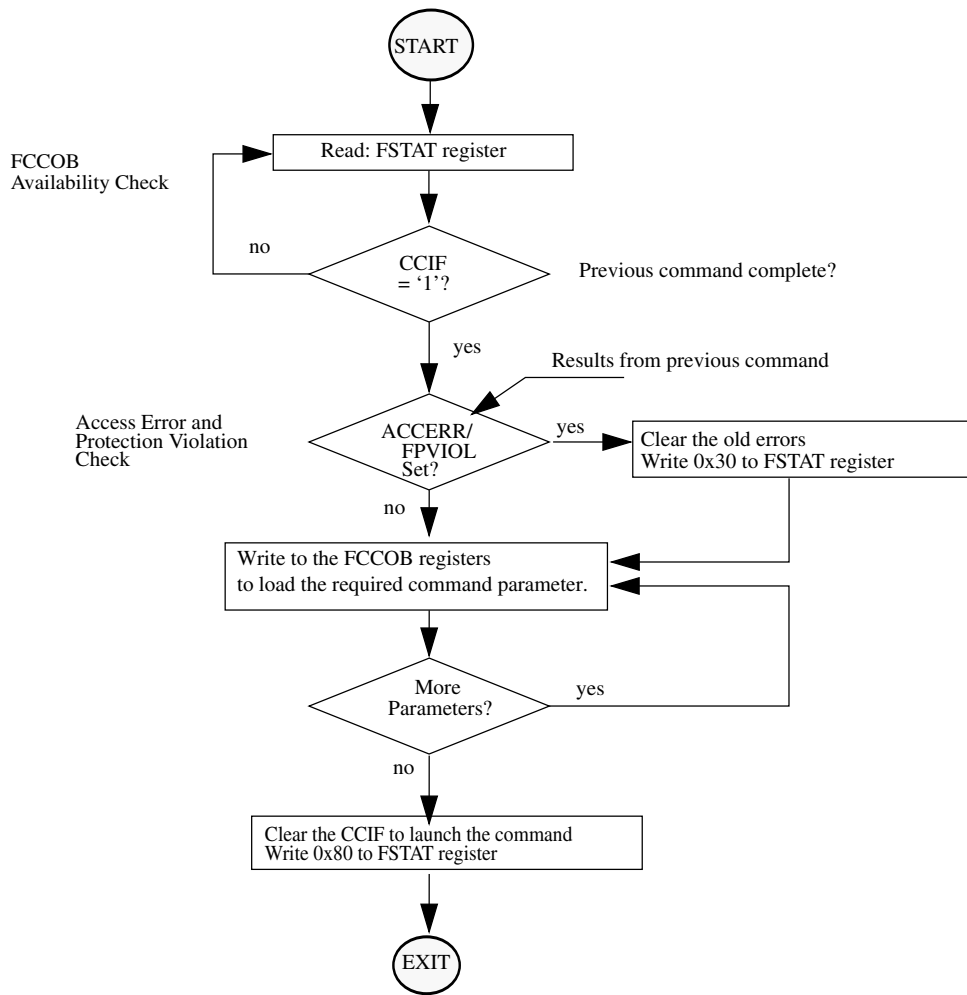 START
Read: FSTAT register
FCCOB
Availability Check
no
CCIF
= ‘1’?
Previous command complete?
yes
Results from previous command
Access Error and
Protection Violation
Check
ACCERR/
FPVIOL
Set?
yes
Clear the old errors
Write 0x30 to FSTAT register
no
Write to the FCCOB registers
to load the required command parameter.
More
Parameters?
yes
no
Clear the CCIF to launch the command
Write 0x80 to FSTAT register
EXIT